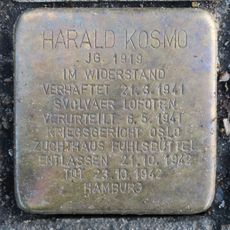 HARALD KOSMO
JG 1919
IM WIDERSTAND
VERHAFTET 21.3.1941
SVOLVAER LOFOTEN
VERURTEILT 6.5.1941
KRIEGSGERICHT OSLO
ZUCHTHAUS FUHLSBÜTTEL
ENTLASSEN 21.10.1942
TOT 23.10.1942
HAMBURG